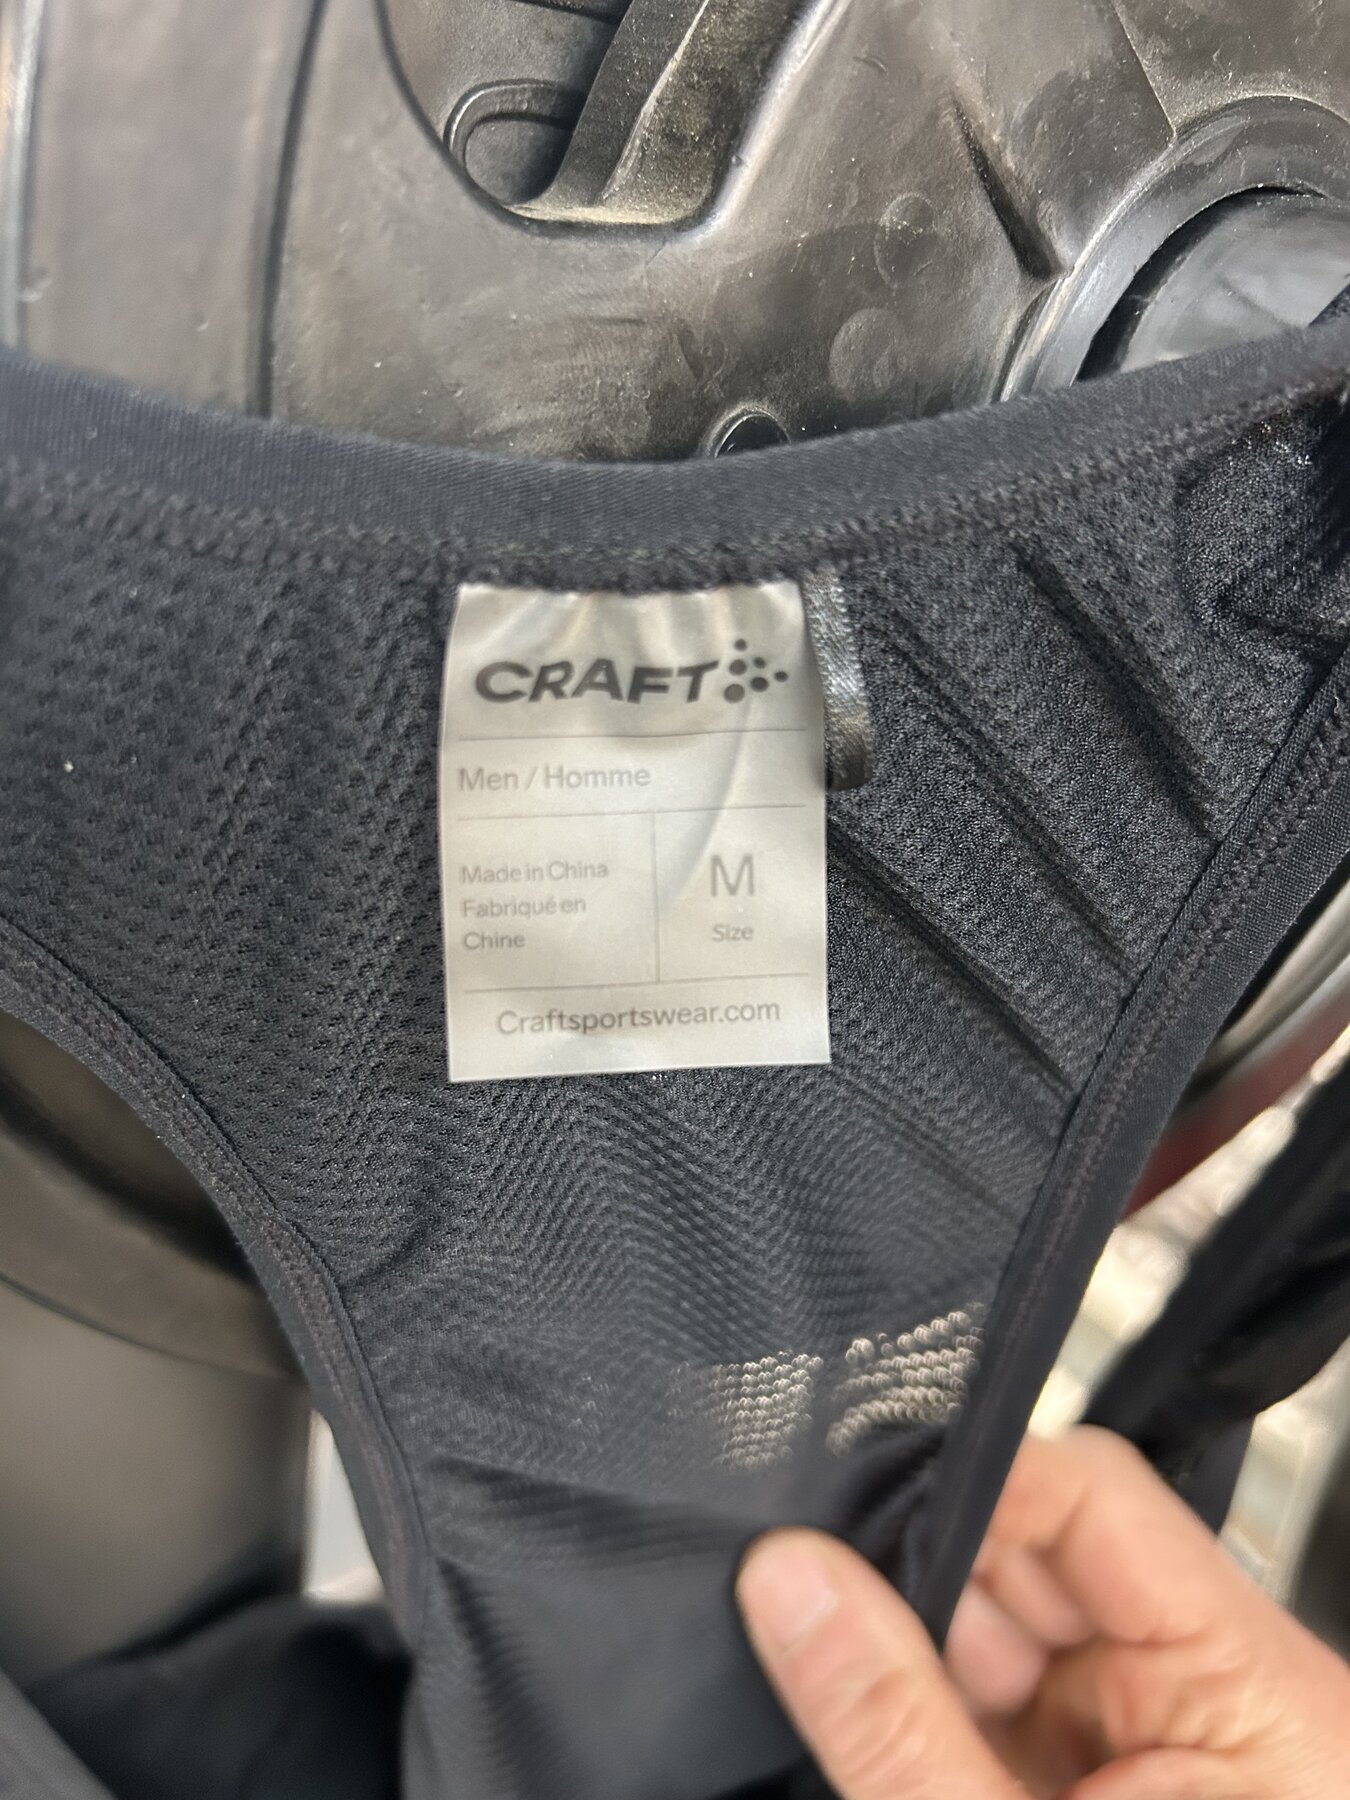 CRAFT
Men / Homme
Made in China
Fabriqué en
Chine
M
Size
Craftsportswear.com